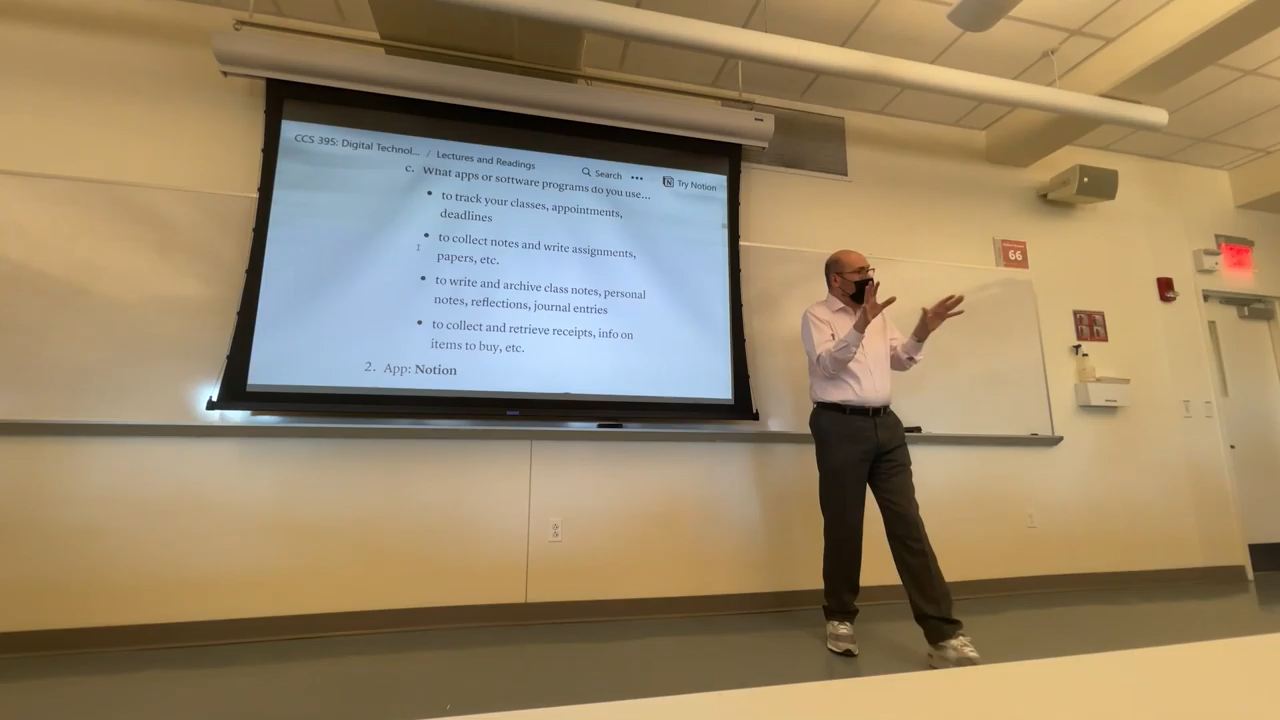 CCS 395: Digital Technol... / Lectures and Readings
Search ••• Try Notion
c. What apps or software programs do you use...
• to track your classes, appointments,
deadlines
• to collect notes and write assignments,
papers, etc.
• to write and archive class notes, personal
notes, reflections, journal entries
• to collect and retrieve receipts, info on
items to buy, etc.
2. App: Notion
66